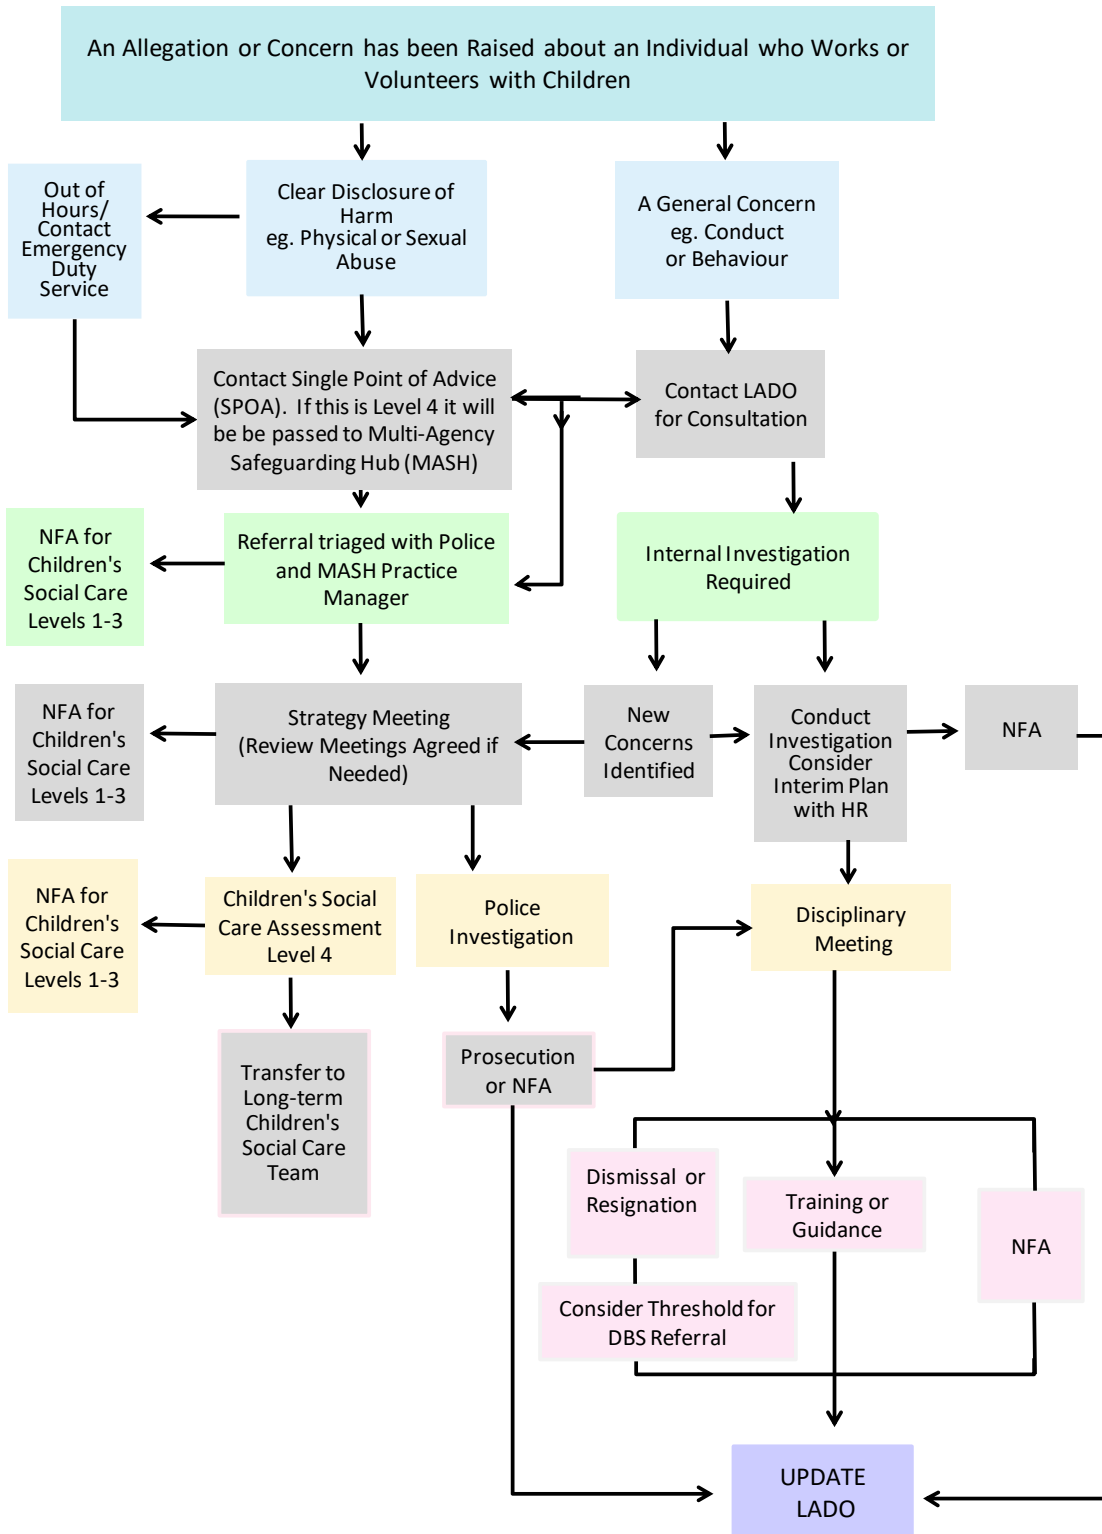 An Allegation or Concern has been Raised about an Individual who Works or
Volunteers with Children
Out of
Hours/
Contact
Emergency
Duty
Service
Clear Disclosure of
Harm
eg. Physical or Sexual
Abuse
A General Concern
eg. Conduct
or Behaviour
Contact Single Point of Advice
(SPOA). If this is Level 4 it will
be be passed to Multi-Agency
Safeguarding Hub (MASH)
Contact LADO
for Consultation
NFA for
Children's
Social Care
Levels 1-3
Referral triaged with Police
and MASH Practice
Manager
Internal Investigation
Required
NFA for
Children's
Social Care
Levels 1-3
Strategy Meeting
(Review Meetings Agreed if
Needed)
New
Concerns
Identified
Conduct
Investigation
Consider
Interim Plan
with HR
NFA
NFA for
Children's
Social Care
Levels 1-3
Children's Social
Care Assessment
Level 4
Police
Investigation
Disciplinary
Meeting
Transfer to
Long-term
Children's
Social Care
Team
Prosecution
or NFA
Dismissal or
Resignation
Training or
Guidance
NFA
Consider Threshold for
DBS Referral
UPDATE
LADO